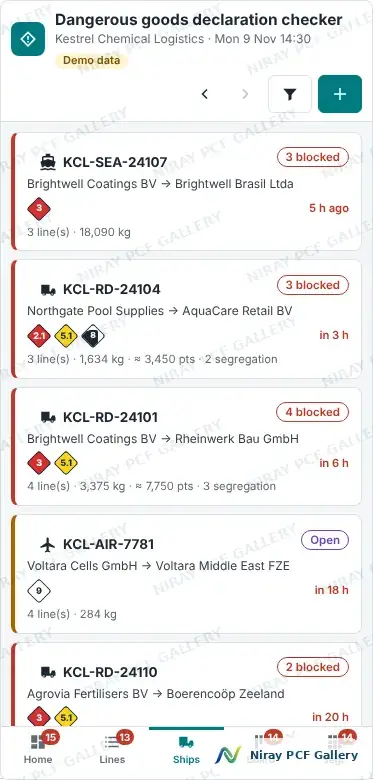 Dangerous goods declaration checker
Kestrel Chemical Logistics · Mon 9 Nov 14:30
Demo data
KCL-SEA-24107
3 blocked
Brightwell Coatings BV → Brightwell Brasil Ltda
3
5 h ago
3 line(s) · 18,090 kg
KCL-RD-24104
3 blocked
Northgate Pool Supplies → AquaCare Retail BV
2.1 5.1 8
in 3 h
3 line(s) · 1,634 kg · ≈ 3,450 pts · 2 segregation
KCL-RD-24101
4 blocked
Brightwell Coatings BV → Rheinwerk Bau GmbH
3 5.1
in 6 h
4 line(s) · 3,375 kg · ≈ 7,750 pts · 3 segregation
KCL-AIR-7781
Open
Voltara Cells GmbH → Voltara Middle East FZE
9
in 18 h
4 line(s) · 284 kg
KCL-RD-24110
2 blocked
Agrovia Fertilisers BV → Boerencoöp Zeeland
3 5.1
in 20 h
15 13 14 14
Home Lines Ships
Niray PCF Gallery
NIRAY PCF GALLERY